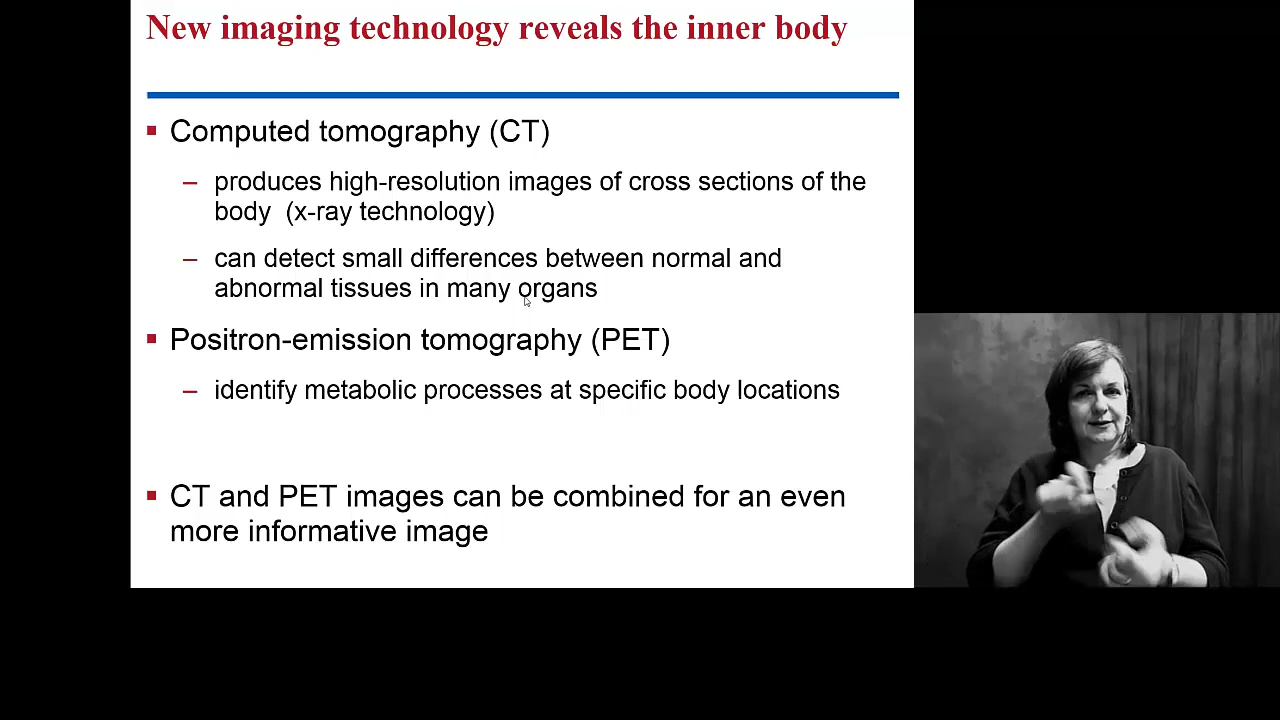 New imaging technology reveals the inner body
▪ Computed tomography (CT)
– produces high-resolution images of cross sections of the
body (x-ray technology)
– can detect small differences between normal and
abnormal tissues in many organs
▪ Positron-emission tomography (PET)
– identify metabolic processes at specific body locations
▪ CT and PET images can be combined for an even
more informative image